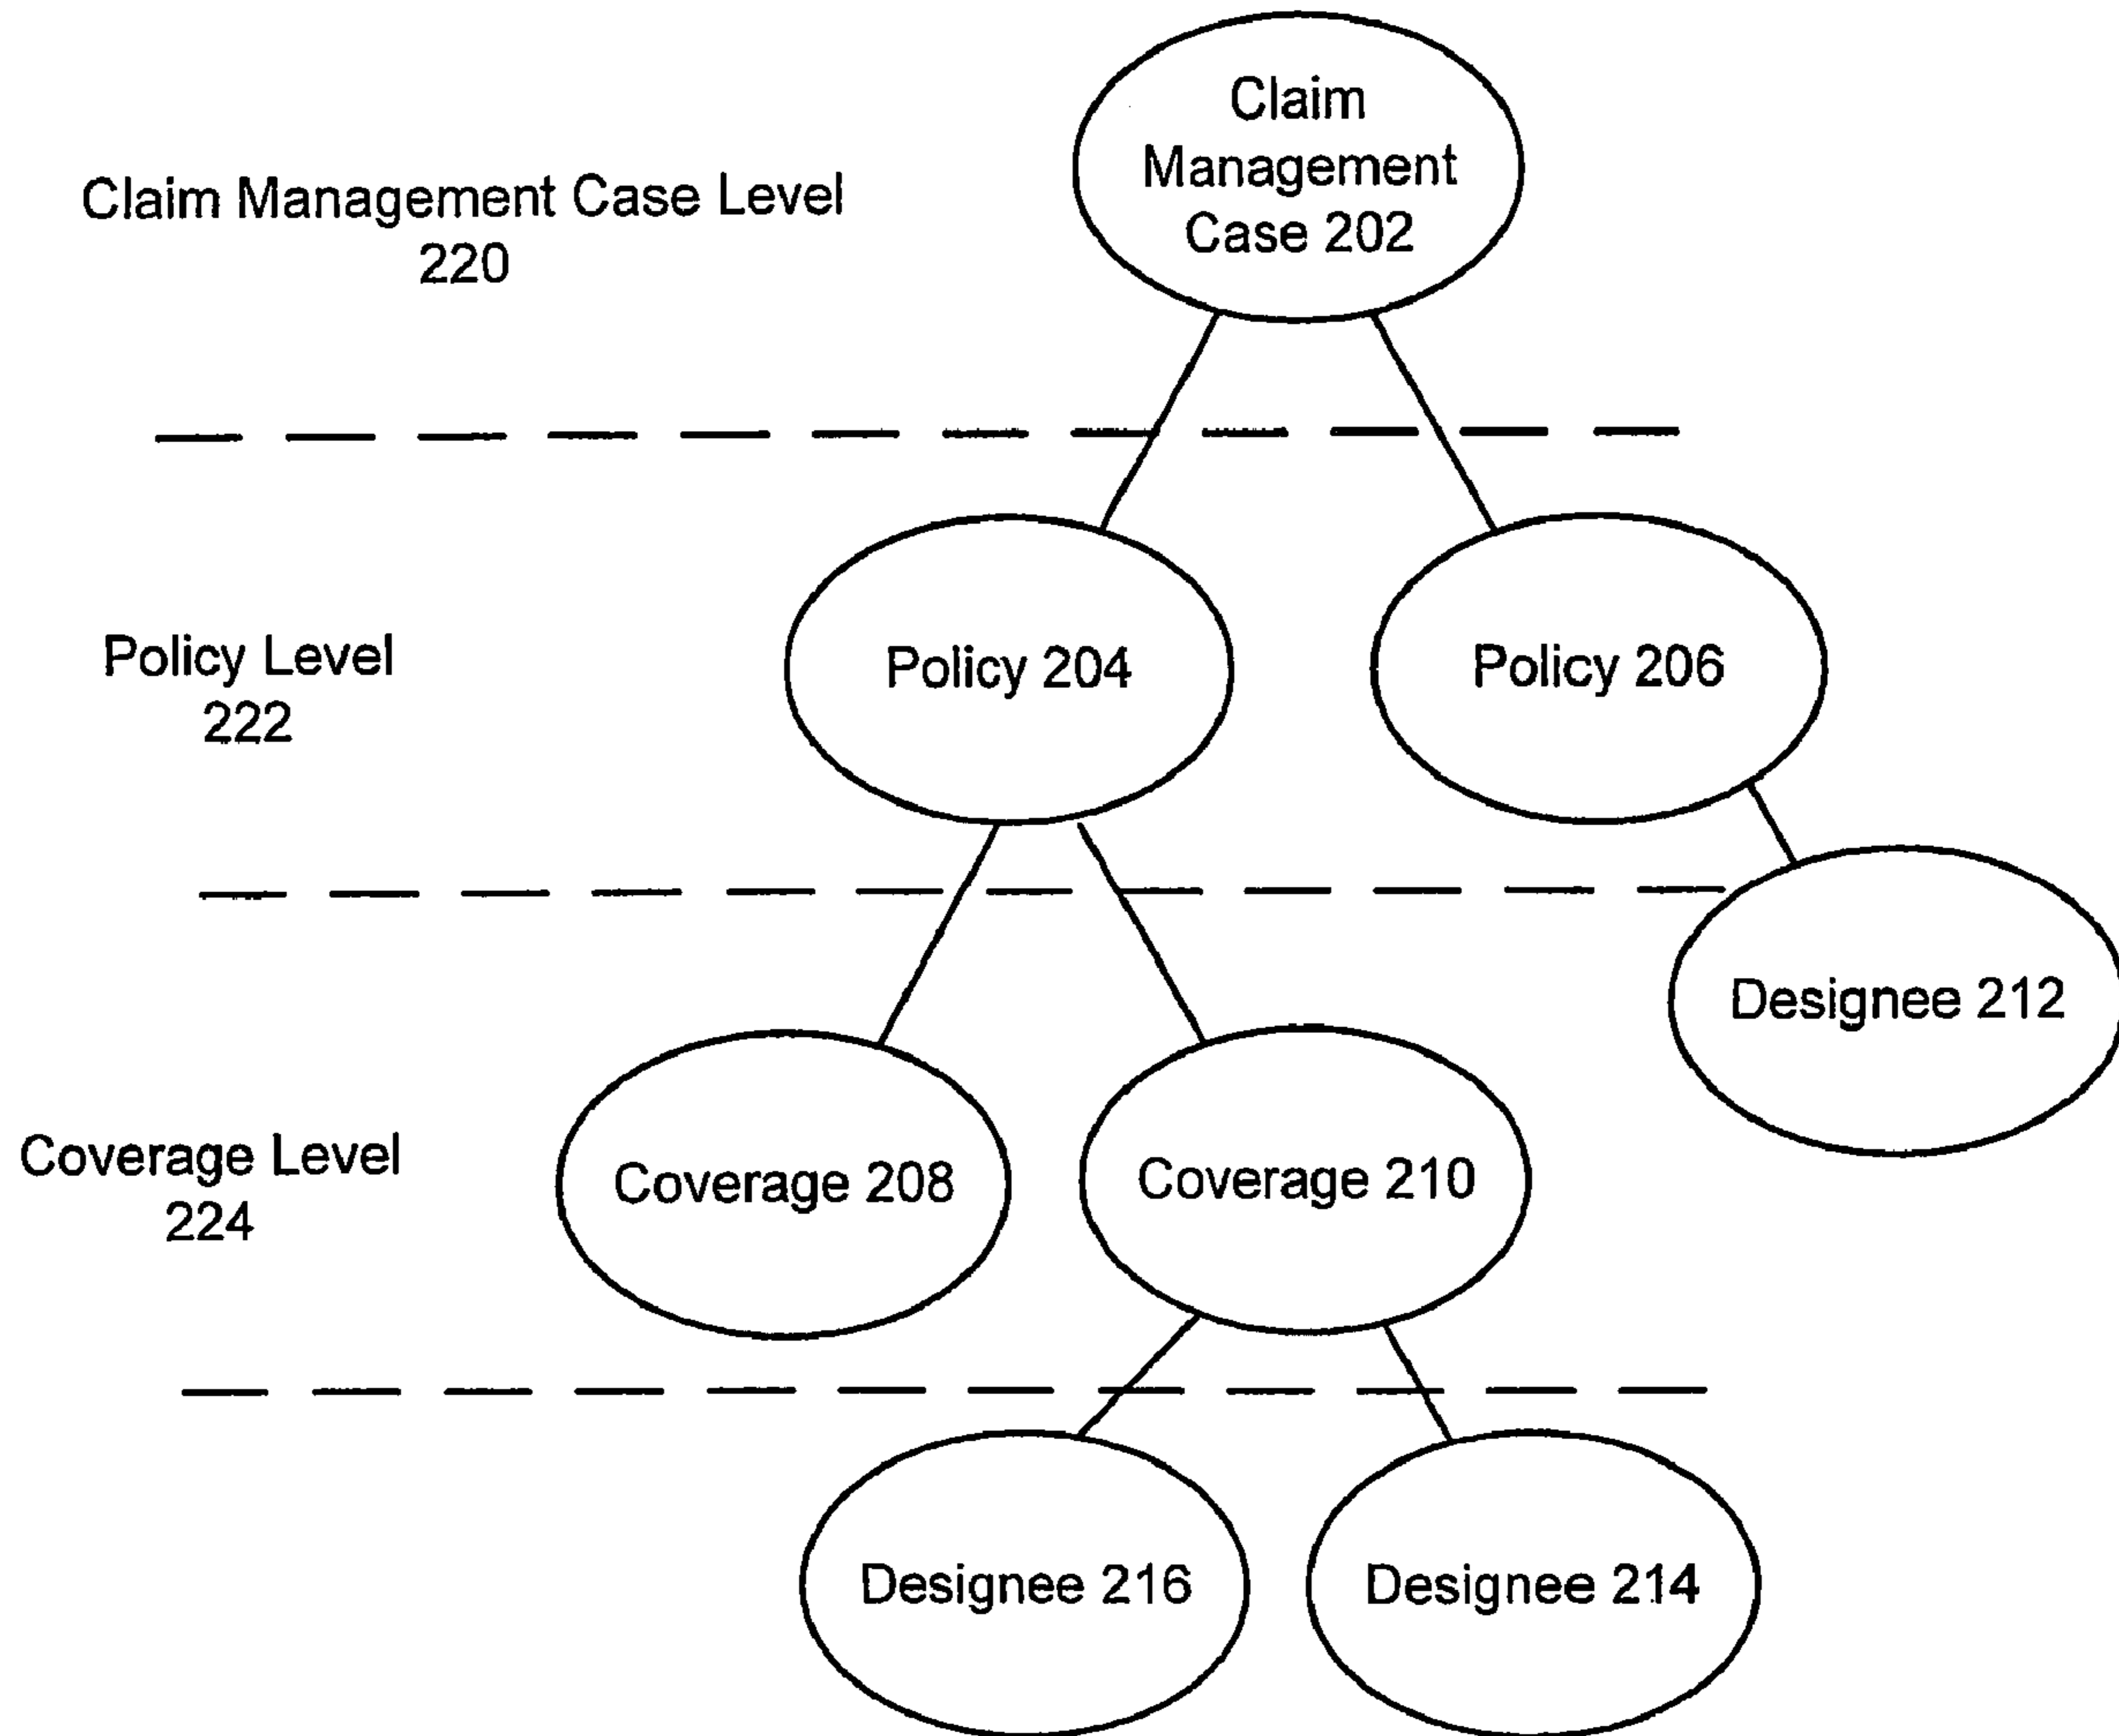 Claim
Management
Case 202
Claim Management Case Level
220
Policy Level
222
Policy 204
Policy 206
Designee 212
Coverage Level
224
Coverage 208
Coverage 210
Designee 216
Designee 214